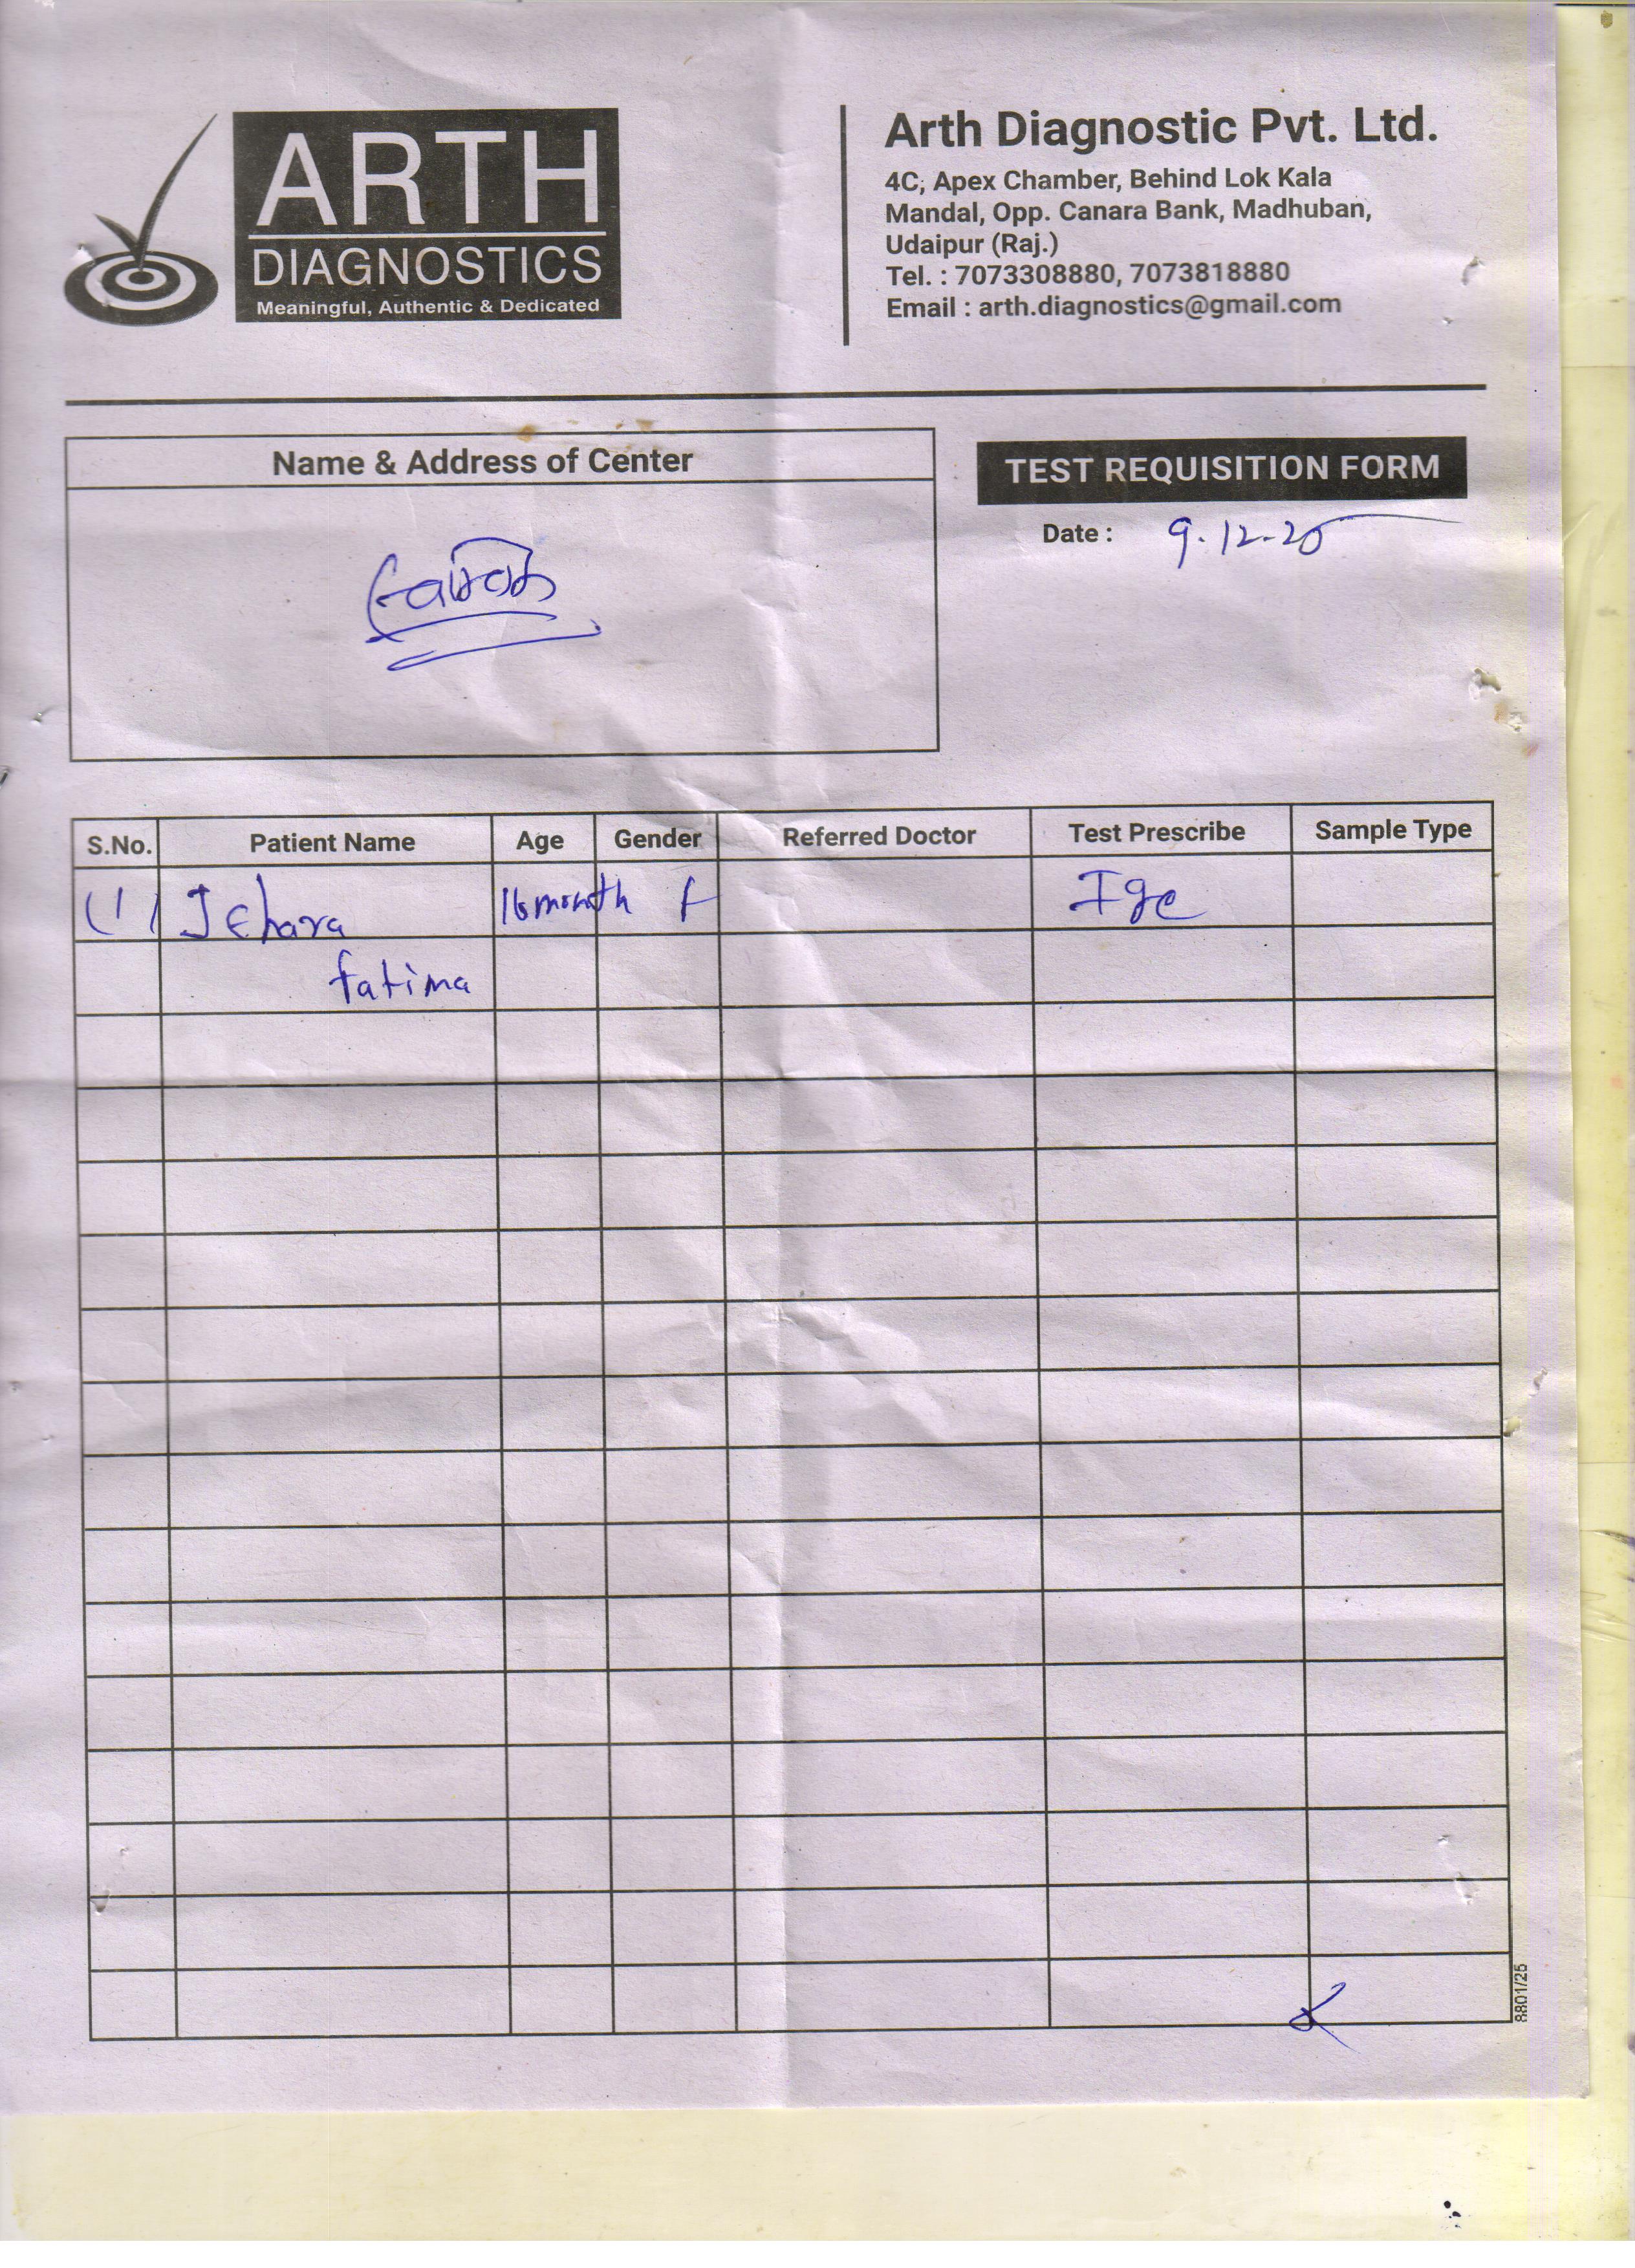 ARTH
DIAGNOSTICS
Meaningful, Authentic & Dedicated
Arth Diagnostic Pvt. Ltd.
4C, Apex Chamber, Behind Lok Kala
Mandal, Opp. Canara Bank, Madhuban,
Udaipur (Raj.)
Tel. : 7073308880, 7073818880
Email : arth.diagnostics@gmail.com
Name & Address of Center
TEST REQUISITION FORM
Date : 9.12.25
S.No. Patient Name Age Gender Referred Doctor Test Prescribe Sample Type
(1) Jehara 16 month F Ige
fatima
8801/25